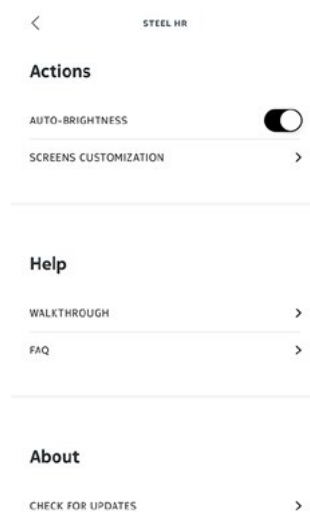 STEEL HR
Actions
AUTO-BRIGHTNESS
SCREENS CUSTOMIZATION
Help
WALKTHROUGH
FAQ
About
CHECK FOR UPDATES